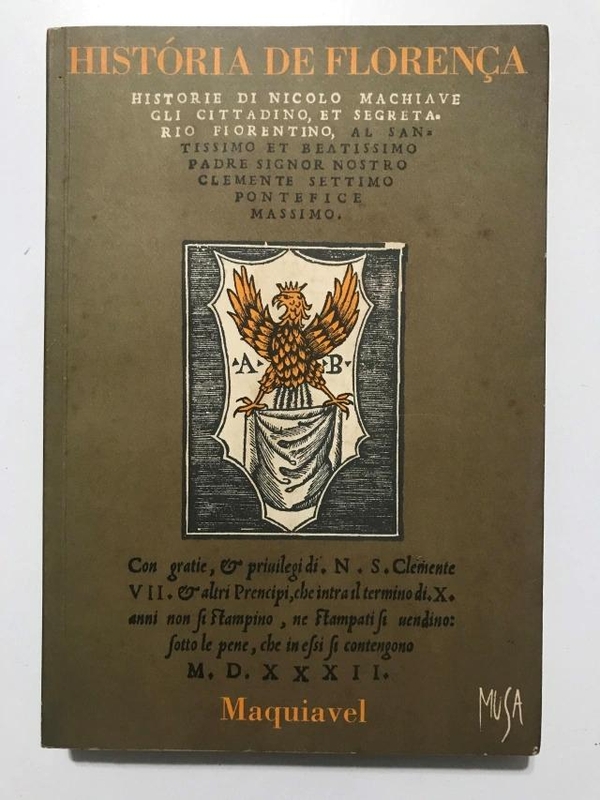 HISTÓRIA DE FLORENÇA
HISTORIE DI NICOLO MACHIAVE
GLI CITTADINO, ET SEGRETA-
RIO FIORENTINO, AL SAN-
TISSIMO ET BEATISSIMO
PADRE SIGNOR NOSTRO
CLEMENTE SETTIMO
PONTEFICE
MASSIMO.
A B
Con gratie, & priuilegi di. N. S. Clemente
VII. & altri Prencipi, che intra il termino di. X.
anni non ſi ſtampino, ne ſtampati ſi uendino:
ſotto le pene, che in eſsi ſi contengono
M. D. XXXII.
Maquiavel
MUSA